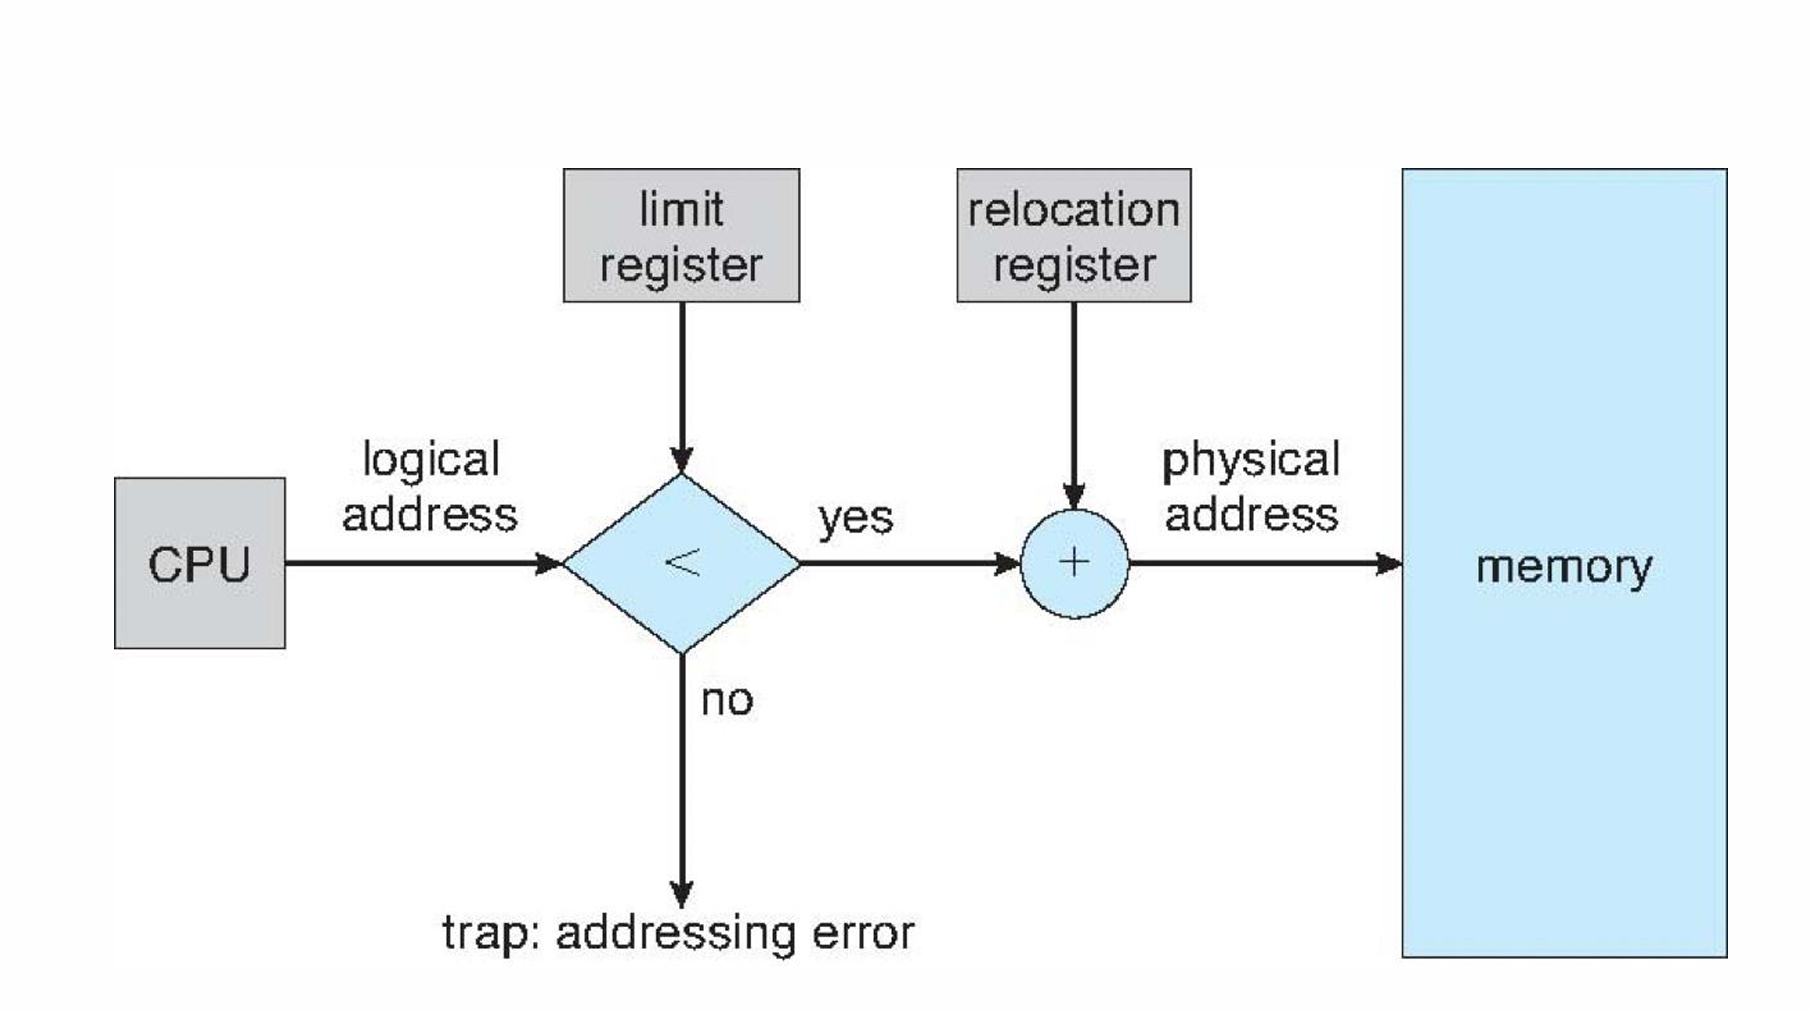 limit
register
relocation
register
logical
address
physical
address
yes
CPU
<
+
memory
no
trap: addressing error